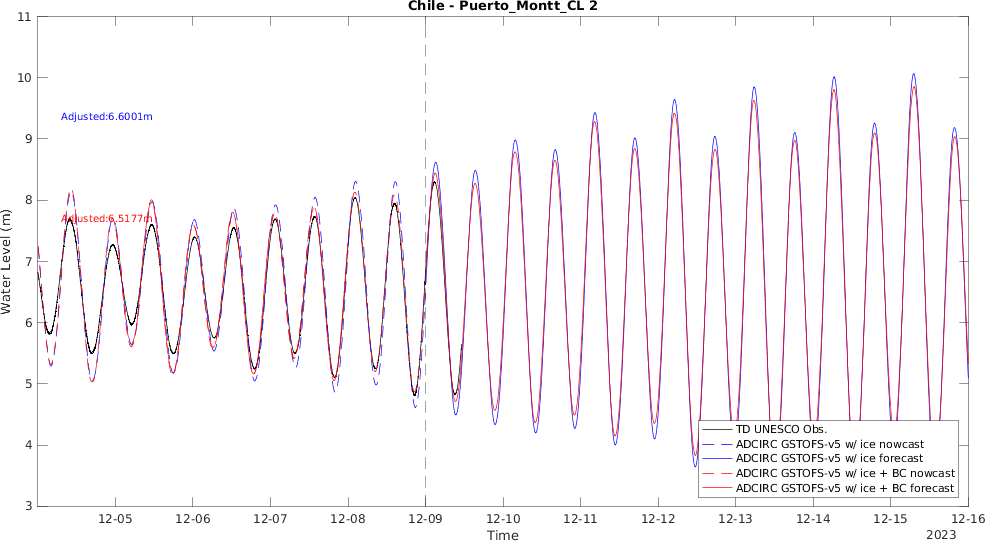 Chile - Puerto_Montt_CL 2
Water Level (m)
11
10
9
8
7
6
5
4
3
Adjusted:6.6001m
Adjusted:6.5177m
TD UNESCO Obs.
ADCIRC GSTOFS-v5 w/ ice nowcast
ADCIRC GSTOFS-v5 w/ ice forecast
ADCIRC GSTOFS-v5 w/ ice + BC nowcast
ADCIRC GSTOFS-v5 w/ ice + BC forecast
12-05 12-06 12-07 12-08 12-09 12-10 12-11 12-12 12-13 12-14 12-15 12-16
Time
2023